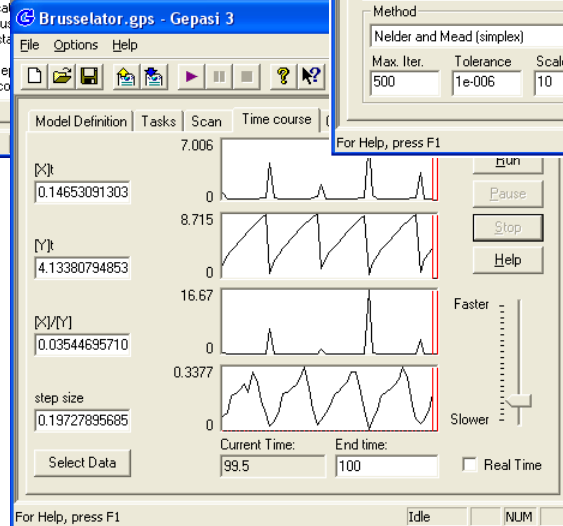 Brusselator.gps - Gepasi 3
File Options Help
Model Definition Tasks Scan Time course
Method
Nelder and Mead (simplex)
Max. Iter. Tolerance Scale
500 1e-006 10
For Help, press F1
[X]t
0.14653091303
7.006
0
[Y]t
4.13380794853
8.715
0
[X]/[Y]
0.03544695710
16.67
0
step size
0.19727895685
0.3377
0
Select Data
Current Time: End time:
99.5 100
Run
Pause
Stop
Help
Faster
Slower
Real Time
For Help, press F1 Idle NUM